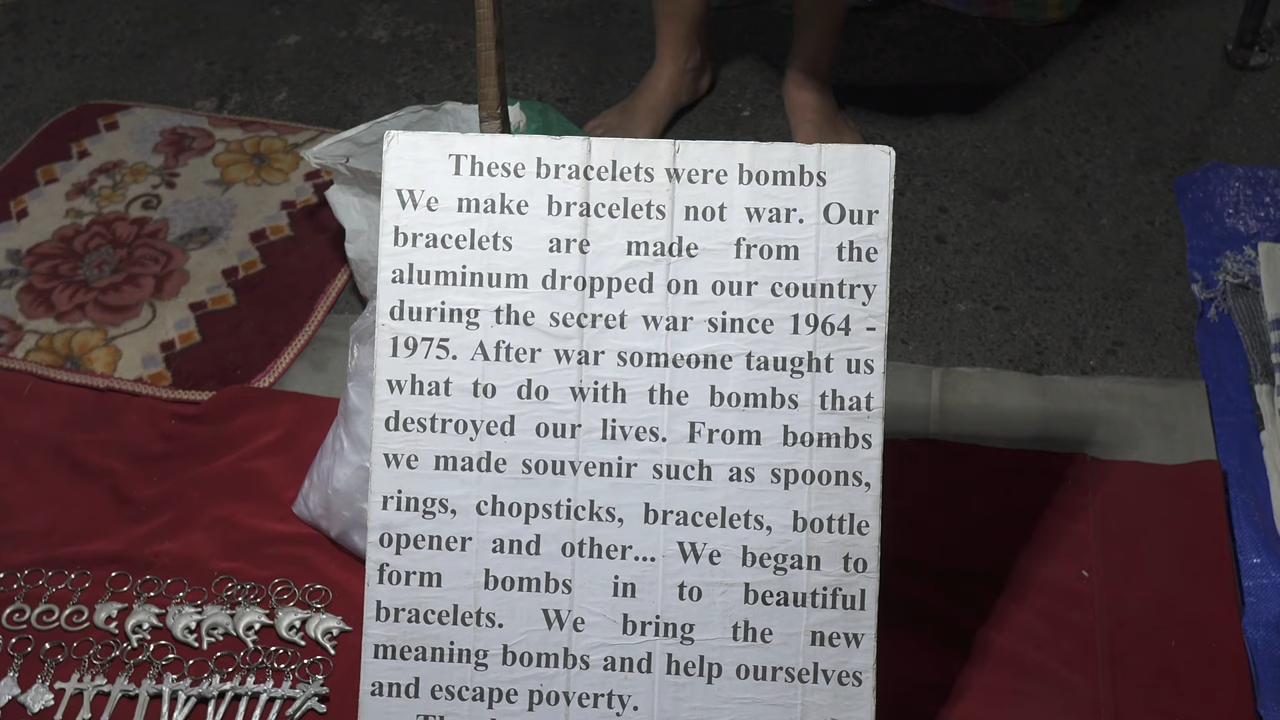 These bracelets were bombs
We make bracelets not war. Our
bracelets are made from the
aluminum dropped on our country
during the secret war since 1964 -
1975. After war someone taught us
what to do with the bombs that
destroyed our lives. From bombs
we made souvenir such as spoons,
rings, chopsticks, bracelets, bottle
opener and other... We began to
form bombs in to beautiful
bracelets. We bring the new
meaning bombs and help ourselves
and escape poverty.